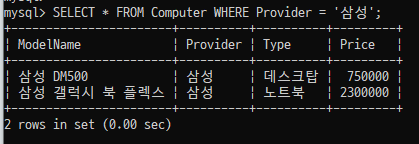 mysql> SELECT * FROM Computer WHERE Provider = '삼성';
+----------------------+----------+----------+---------+
| ModelName            | Provider | Type     | Price   |
+----------------------+----------+----------+---------+
| 삼성 DM500           | 삼성     | 데스크탑 |  750000 |
| 삼성 갤럭시 북 플렉스 | 삼성     | 노트북   | 2300000 |
+----------------------+----------+----------+---------+
2 rows in set (0.00 sec)